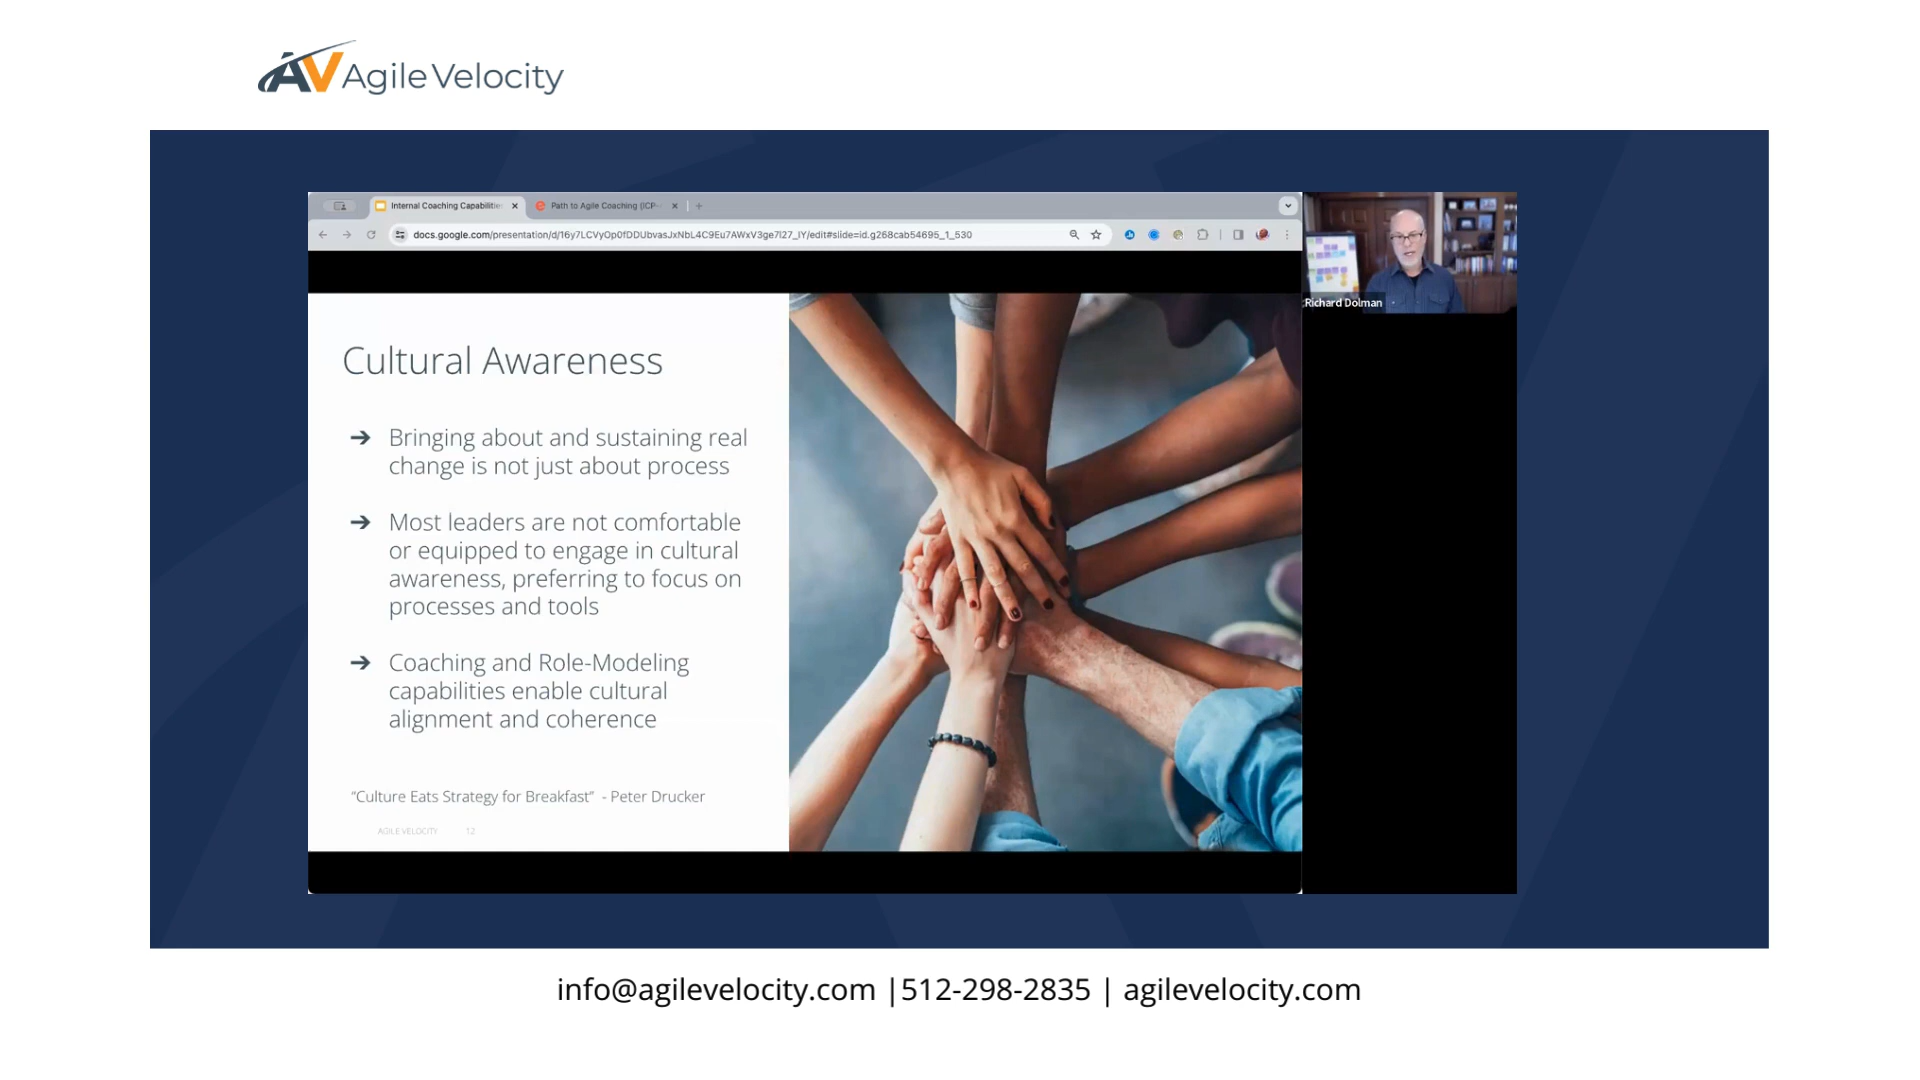 AV Agile Velocity
Internal Coaching Capabilitie
Path to Agile Coaching (ICP-
docs.google.com/presentation/d/16y7LCVyOp0fDDUbvasJxNbL4C9Eu7AWxV3ge7l27_lY/edit#slide=id.g268cab54695_1_530
Richard Dolman
Cultural Awareness
➔ Bringing about and sustaining real
change is not just about process
➔ Most leaders are not comfortable
or equipped to engage in cultural
awareness, preferring to focus on
processes and tools
➔ Coaching and Role-Modeling
capabilities enable cultural
alignment and coherence
“Culture Eats Strategy for Breakfast” - Peter Drucker
AGILE VELOCITY 12
info@agilevelocity.com |512-298-2835 | agilevelocity.com